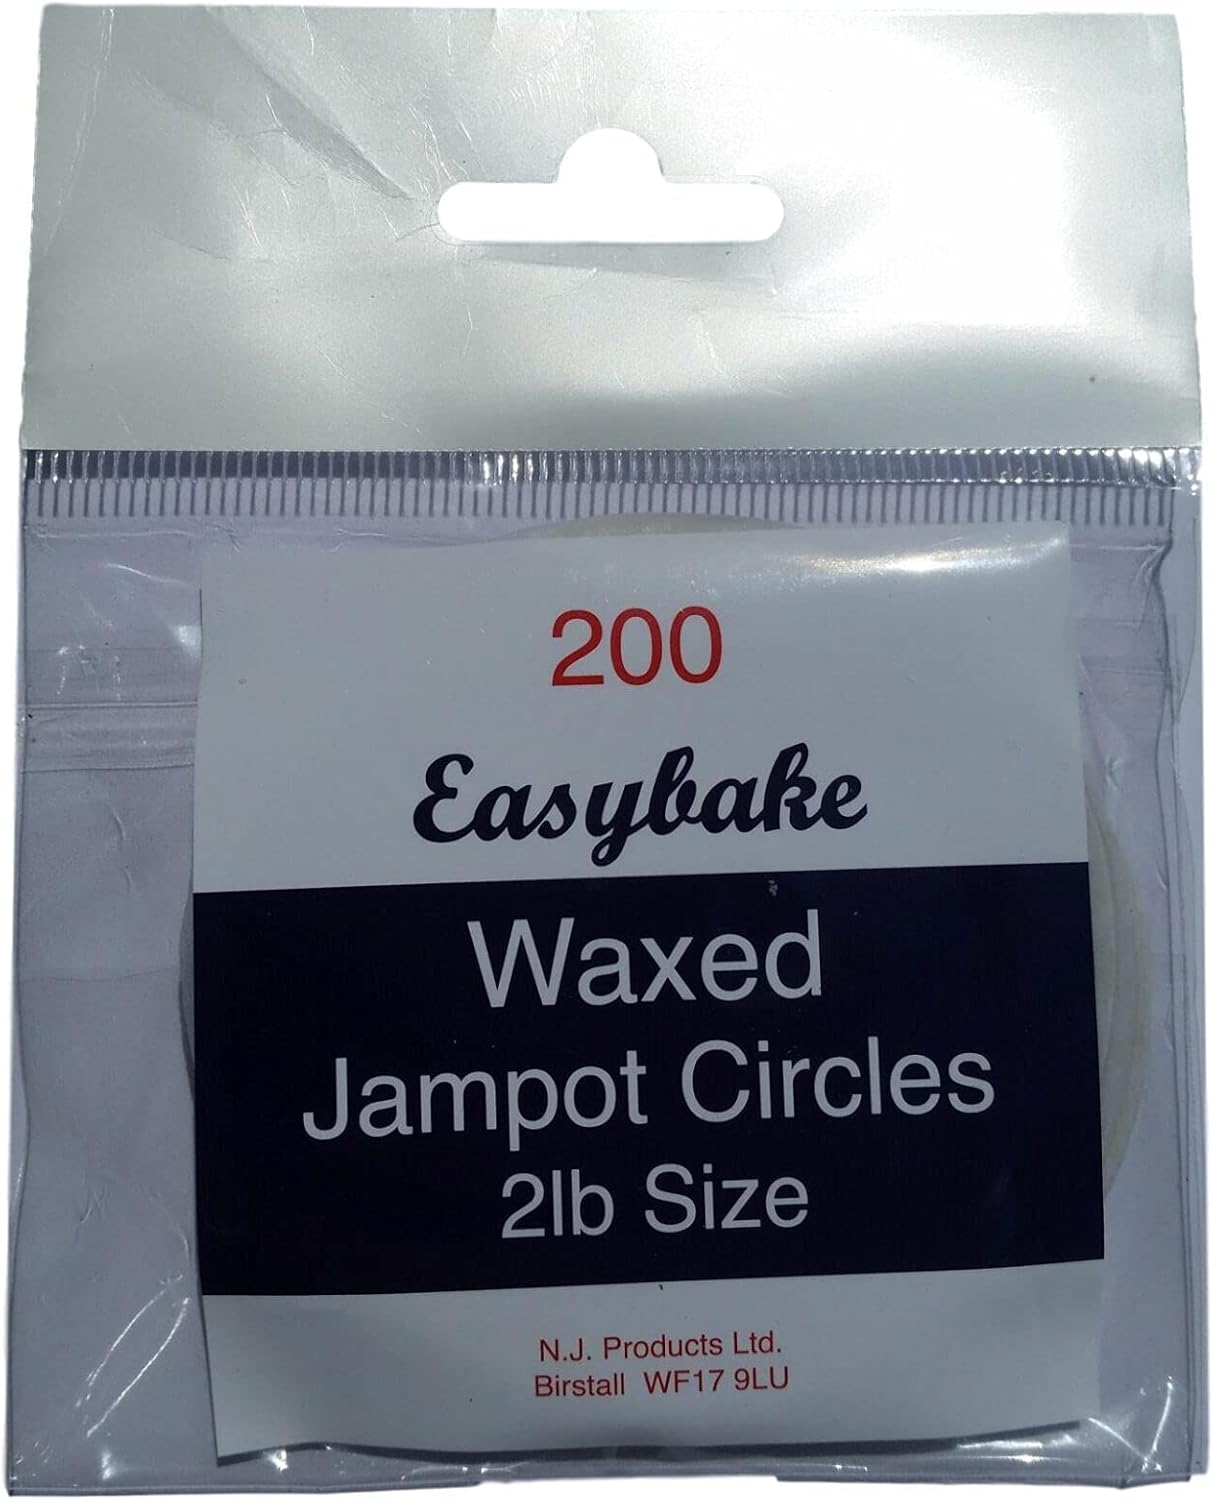 200
Easybake
Waxed
Jampot Circles
2lb Size
N.J. Products Ltd.
Birstall WF17 9LU